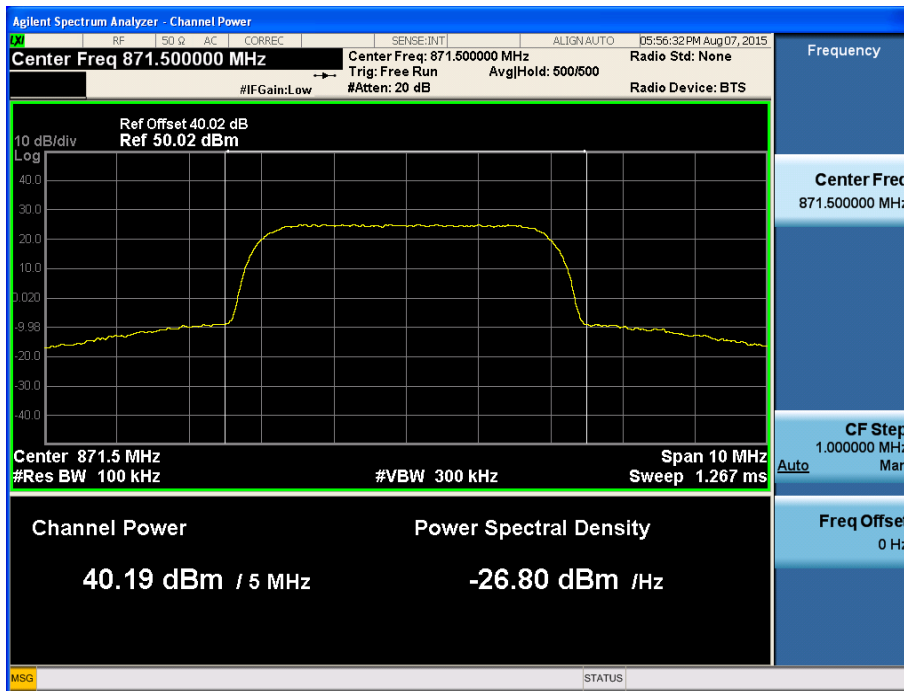 Agilent Spectrum Analyzer - Channel Power
LXI RF 50 Ω AC CORREC SENSE:INT ALIGN AUTO 05:56:32 PM Aug 07, 2015
Center Freq 871.500000 MHz
Center Freq: 871.500000 MHz Radio Std: None
Trig: Free Run Avg|Hold: 500/500
#IFGain:Low #Atten: 20 dB Radio Device: BTS
Ref Offset 40.02 dB
10 dB/div Ref 50.02 dBm
Log
40.0
30.0
20.0
10.0
0.020
-9.98
-20.0
-30.0
-40.0
Center 871.5 MHz Span 10 MHz
#Res BW 100 kHz #VBW 300 kHz Sweep 1.267 ms
Channel Power Power Spectral Density
40.19 dBm / 5 MHz -26.80 dBm /Hz
Frequency
Center Freq
871.500000 MHz
CF Step
1.000000 MHz
Auto Man
Freq Offset
0 Hz
MSG STATUS